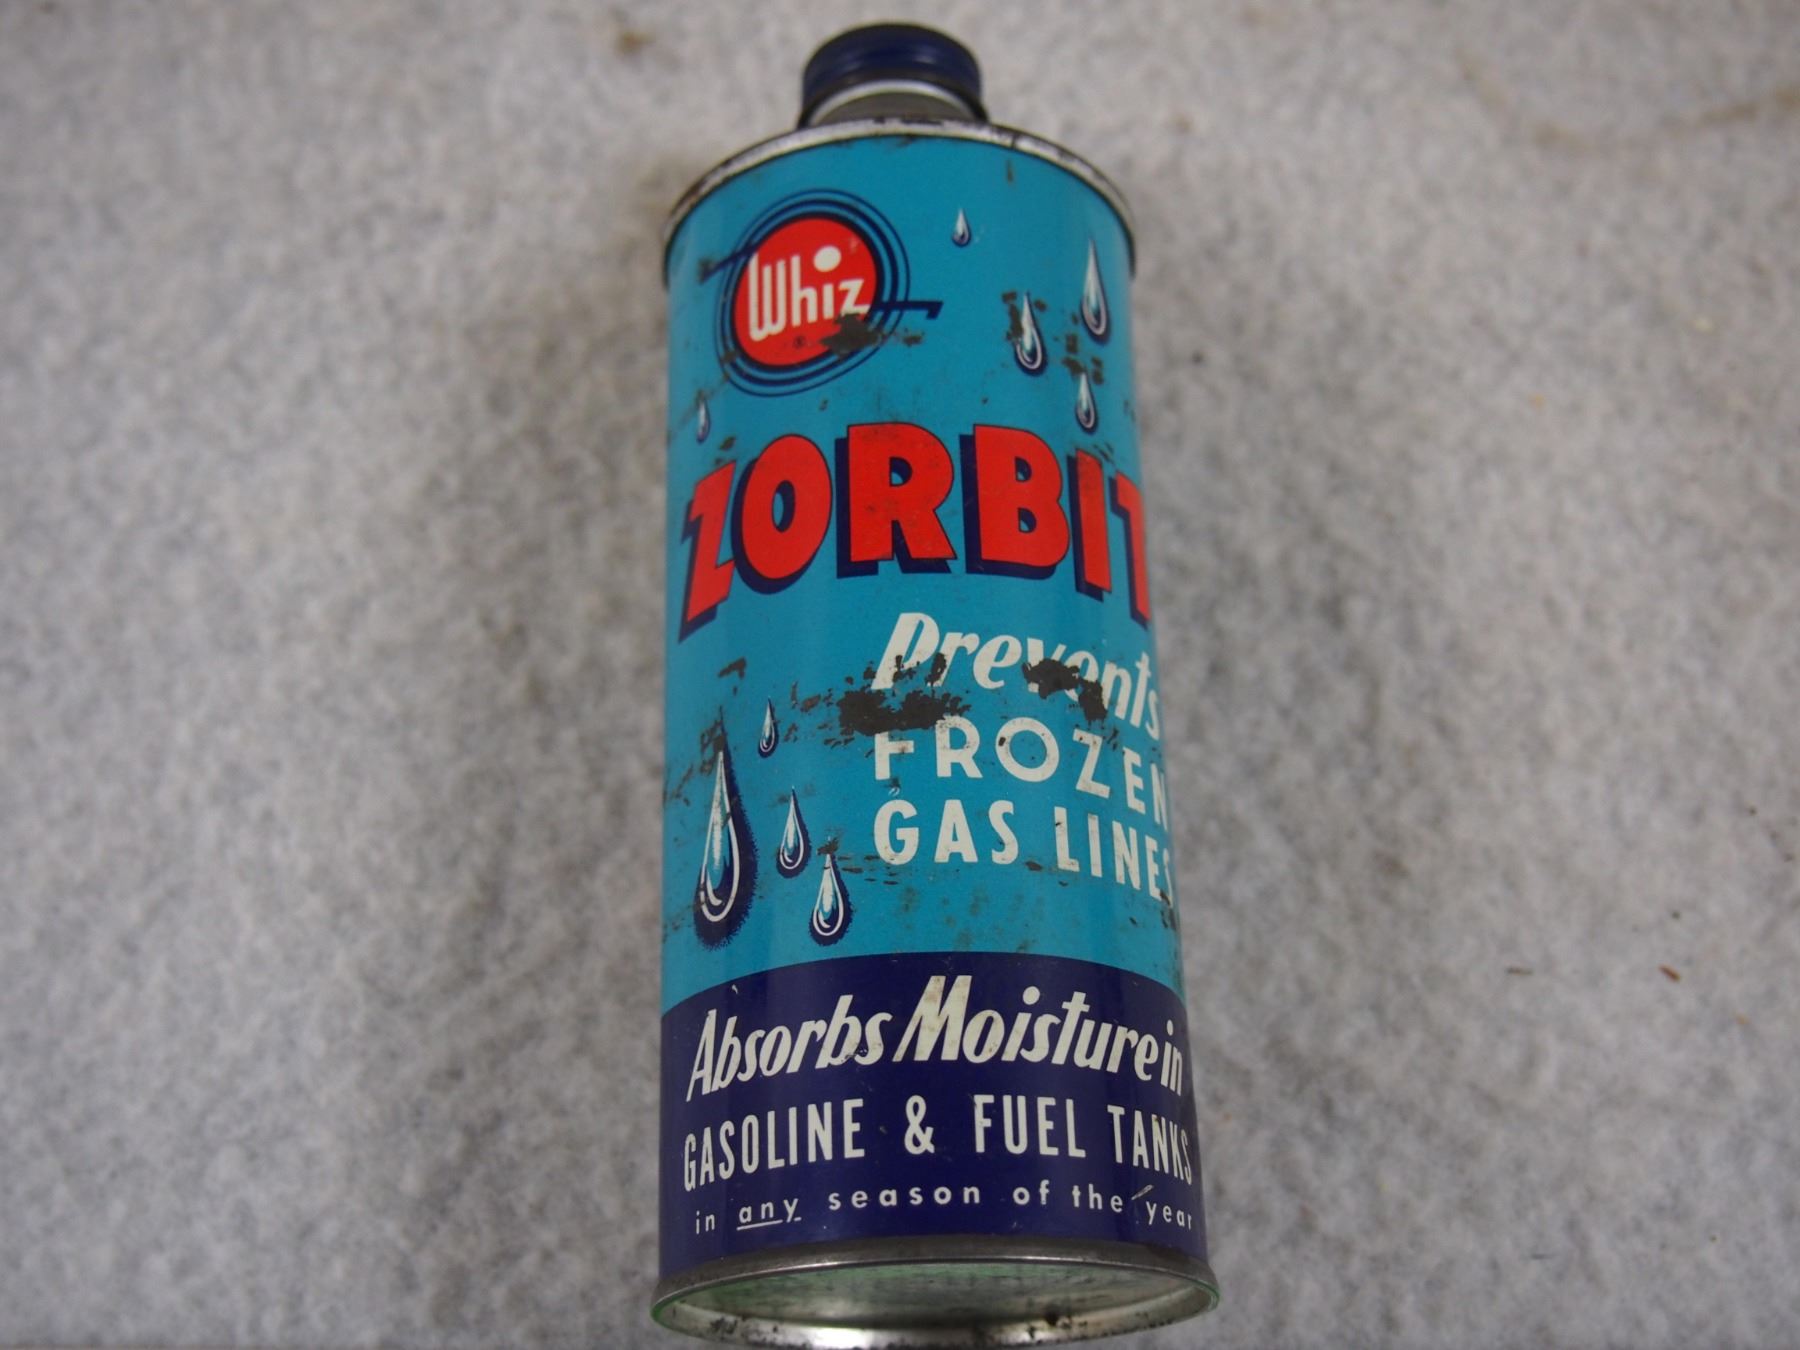 Whiz
®
ZORBIT
Prevents
FROZEN
GAS LINES
Absorbs Moisture in
GASOLINE & FUEL TANKS
in any season of the year